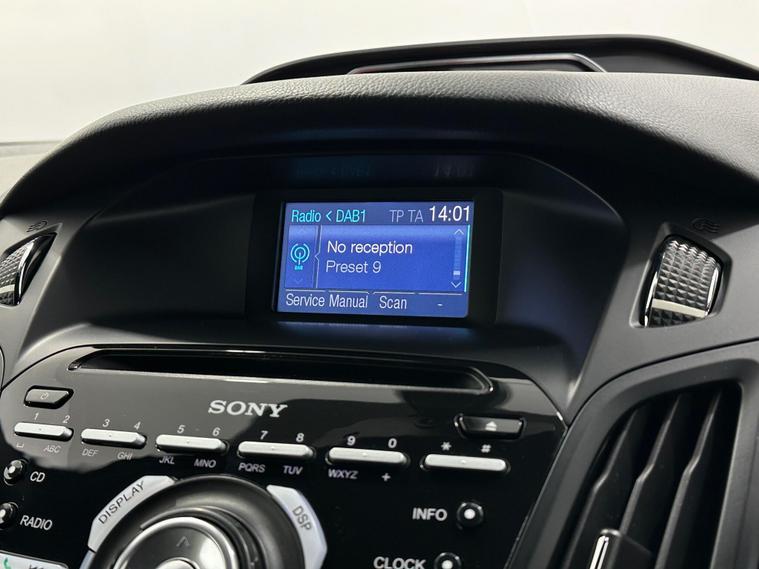 Radio < DAB1 TP TA 14:01
DAB
No reception
Preset 9
Service Manual Scan -
SONY
1 2 3 4 5 6 7 8 9 0 * #
ABC DEF GHI JKL MNO PQRS TUV WXYZ +
CD
DISPLAY
DSP
RADIO
INFO
CLOCK